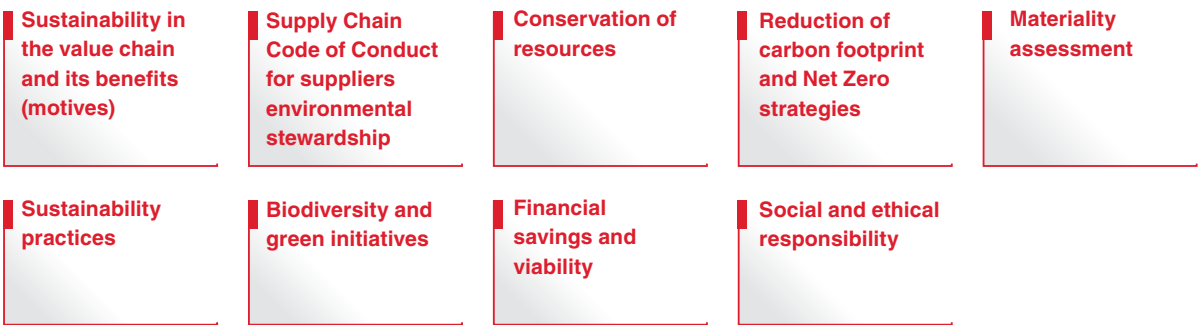 Sustainability in
the value chain
and its benefits
(motives)
Supply Chain
Code of Conduct
for suppliers
environmental
stewardship
Conservation of
resources
Reduction of
carbon footprint
and Net Zero
strategies
Materiality
assessment
Sustainability
practices
Biodiversity and
green initiatives
Financial
savings and
viability
Social and ethical
responsibility